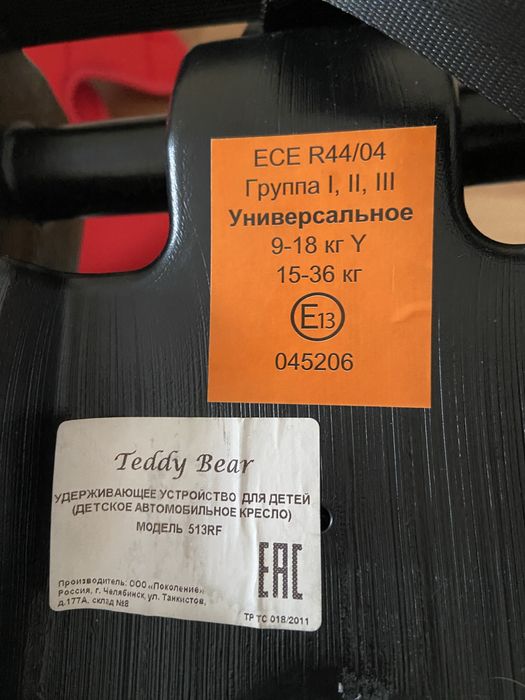 ECE R44/04
Группа I, II, III
Универсальное
9-18 кг Y
15-36 кг
E13
045206
Teddy Bear
УДЕРЖИВАЮЩЕЕ УСТРОЙСТВО ДЛЯ ДЕТЕЙ
(ДЕТСКОЕ АВТОМОБИЛЬНОЕ КРЕСЛО)
МОДЕЛЬ 513RF
Производитель: ООО «Поколение»
Россия, г. Челябинск, ул. Танкистов,
д.177А, склад №8
EAC
ТР ТС 018/2011